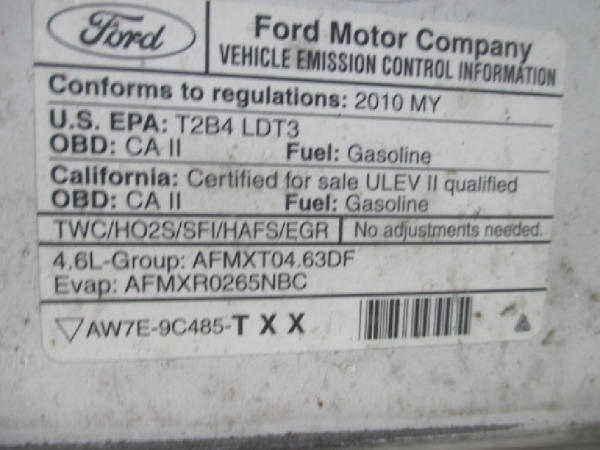 Ford
Ford Motor Company
VEHICLE EMISSION CONTROL INFORMATION
Conforms to regulations: 2010 MY
U.S. EPA: T2B4 LDT3
OBD: CA II Fuel: Gasoline
California: Certified for sale ULEV II qualified
OBD: CA II Fuel: Gasoline
TWC/HO2S/SFI/HAFS/EGR No adjustments needed.
4.6L-Group: AFMXT04.63DF
Evap: AFMXR0265NBC
AW7E-9C485-TXX